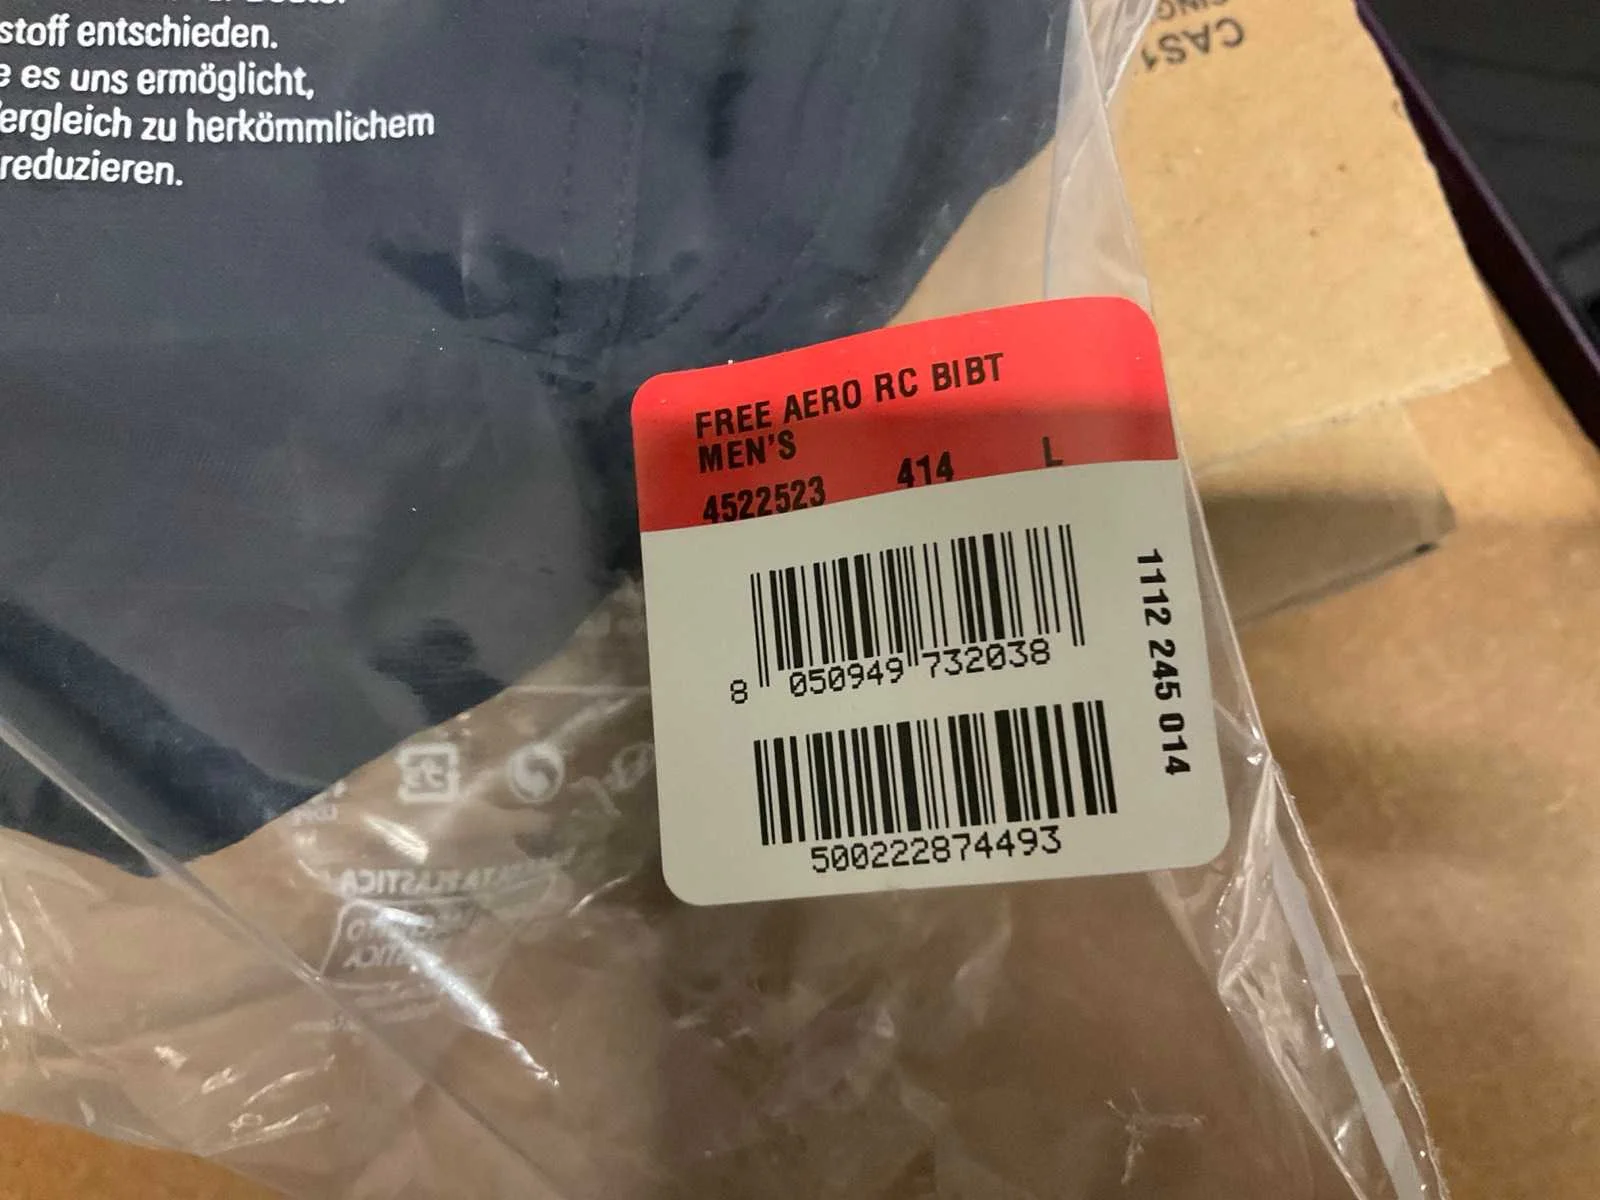 stoff entschieden.
e es uns ermöglicht,
ergleich zu herkömmlichem
reduzieren.
CAS1
FREE AERO RC BIBT
MEN'S
4522523 414 L
8 050949 732038
1112 245 014
500222874493